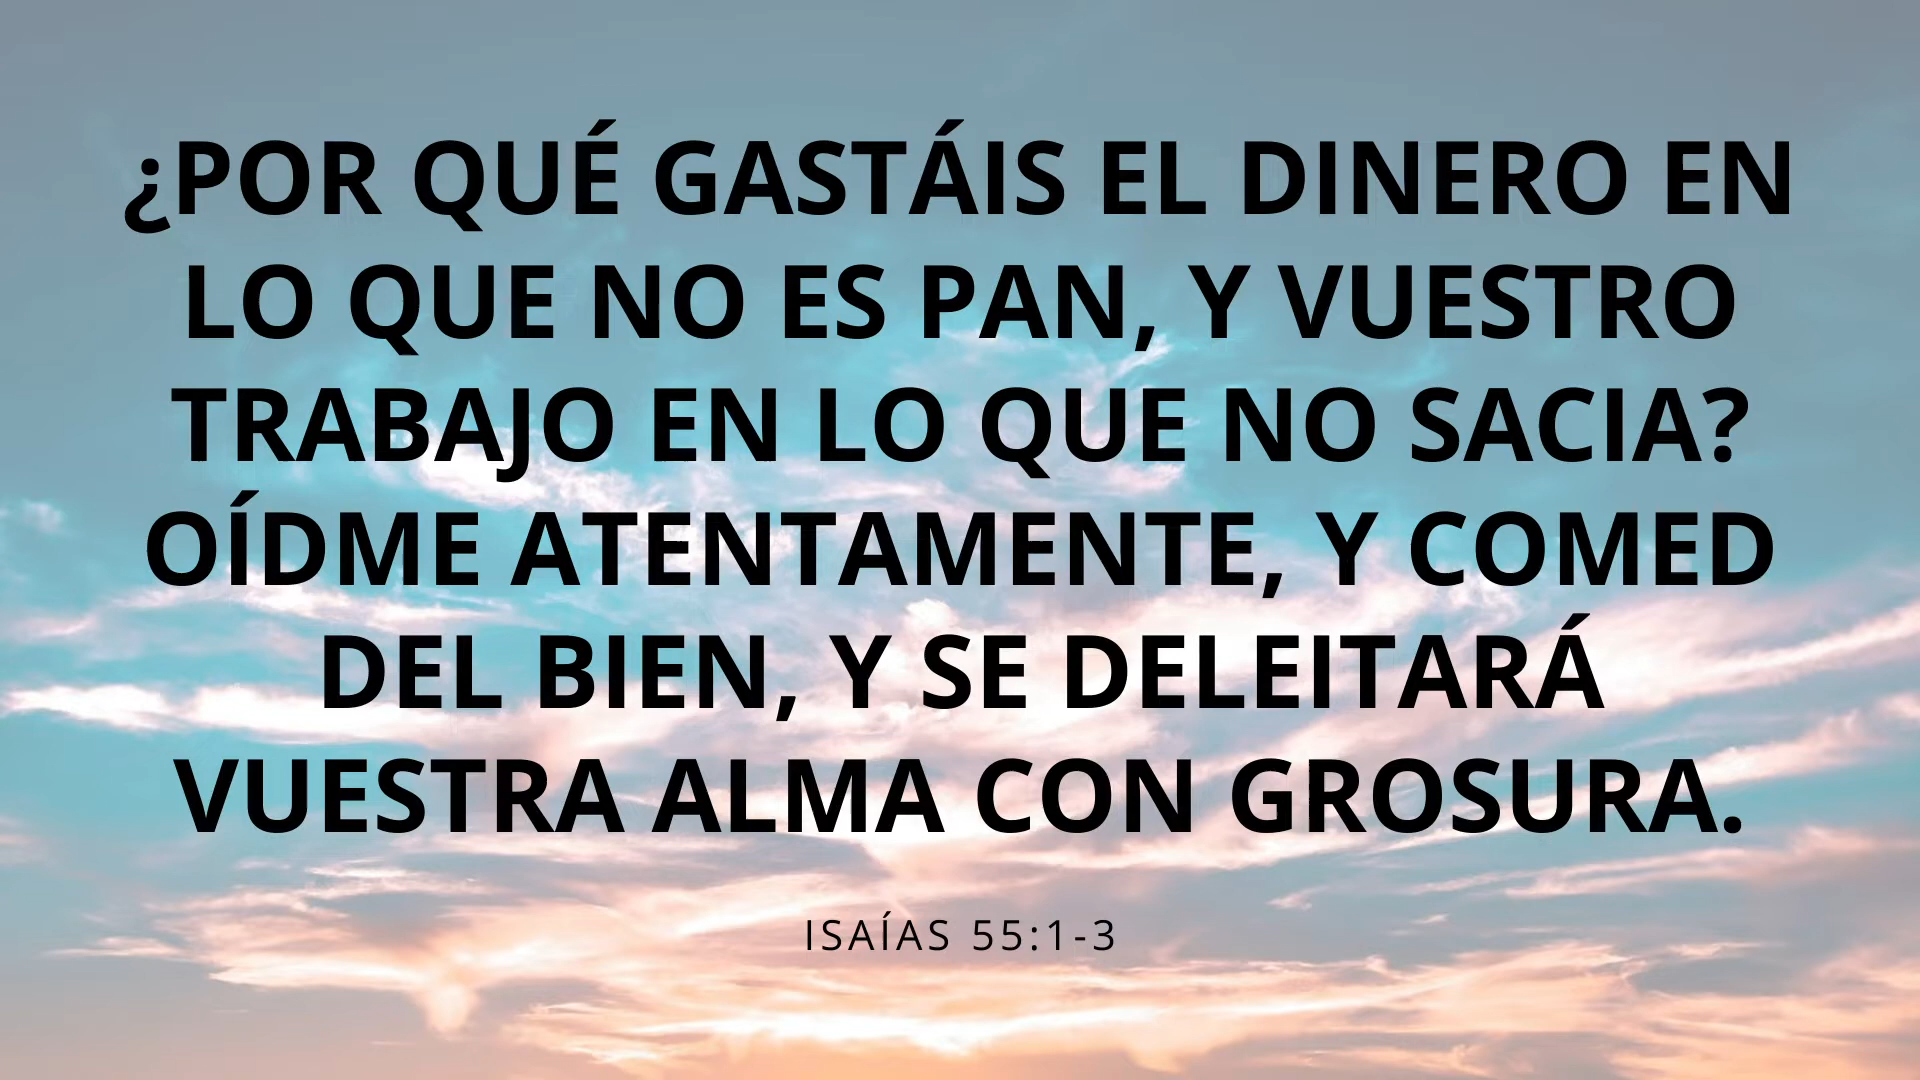 ¿POR QUÉ GASTÁIS EL DINERO EN
LO QUE NO ES PAN, Y VUESTRO
TRABAJO EN LO QUE NO SACIA?
OÍDME ATENTAMENTE, Y COMED
DEL BIEN, Y SE DELEITARÁ
VUESTRA ALMA CON GROSURA.
ISAÍAS 55:1-3